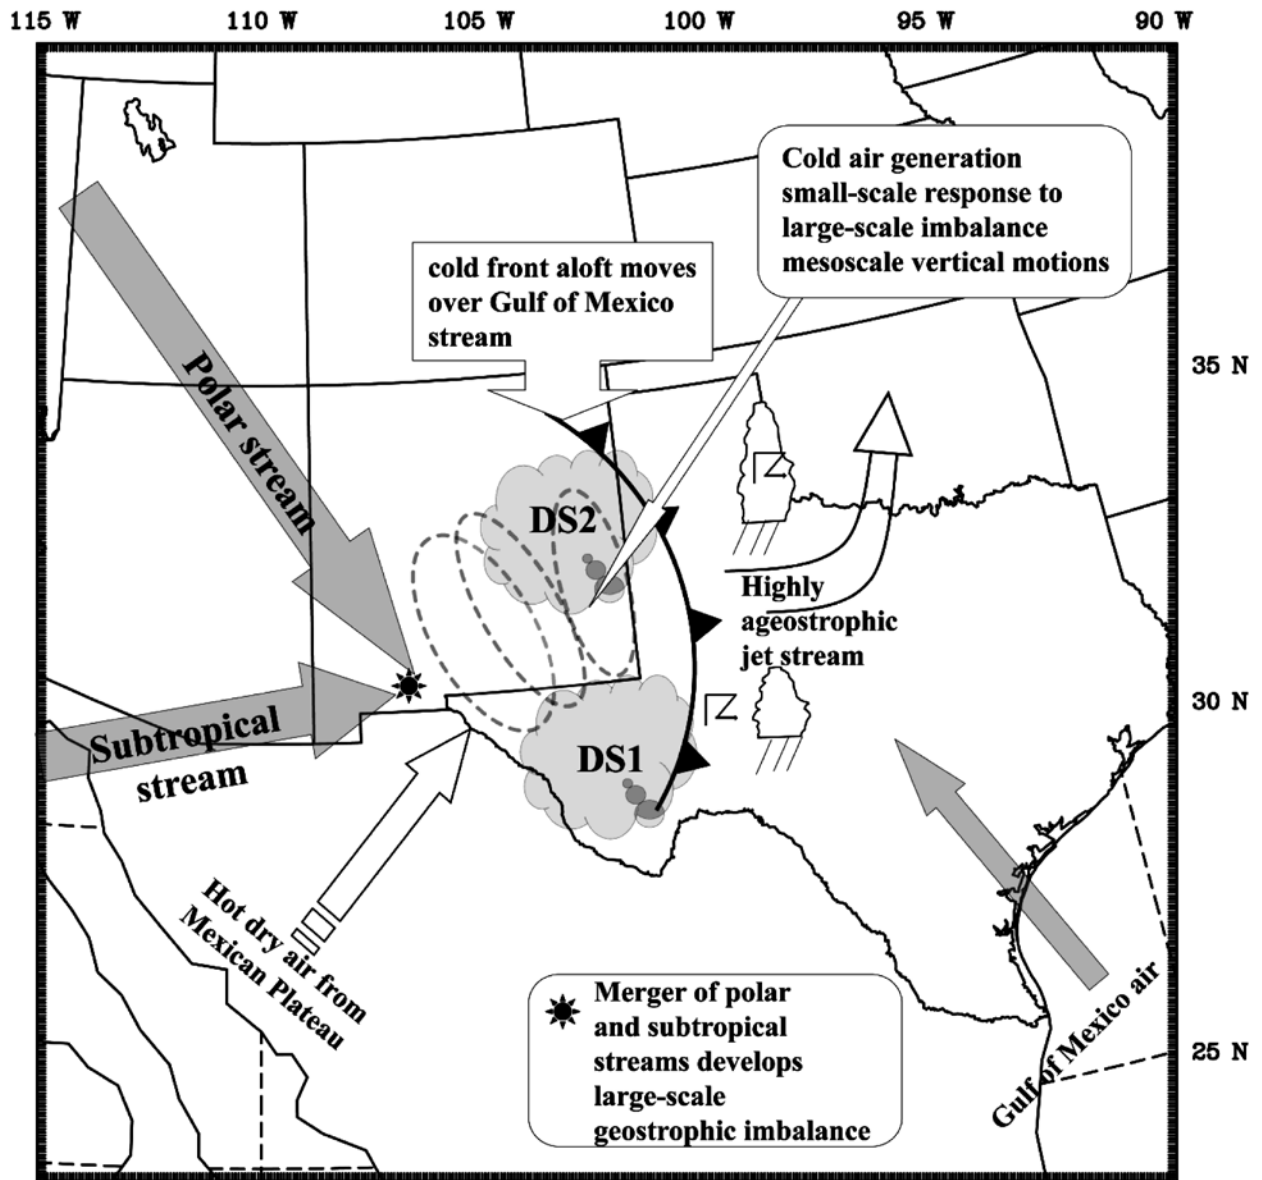 115 W 110 W 105 W 100 W 95 W 90 W
Cold air generation
small-scale response to
large-scale imbalance
mesoscale vertical motions
cold front aloft moves
over Gulf of Mexico
stream
35 N
Polar stream
DS2
Highly
ageostrophic
jet stream
30 N
Subtropical
stream
DS1
Hot dry air from
Mexican Plateau
Gulf of Mexico air
Merger of polar
and subtropical
streams develops
large-scale
geostrophic imbalance
25 N